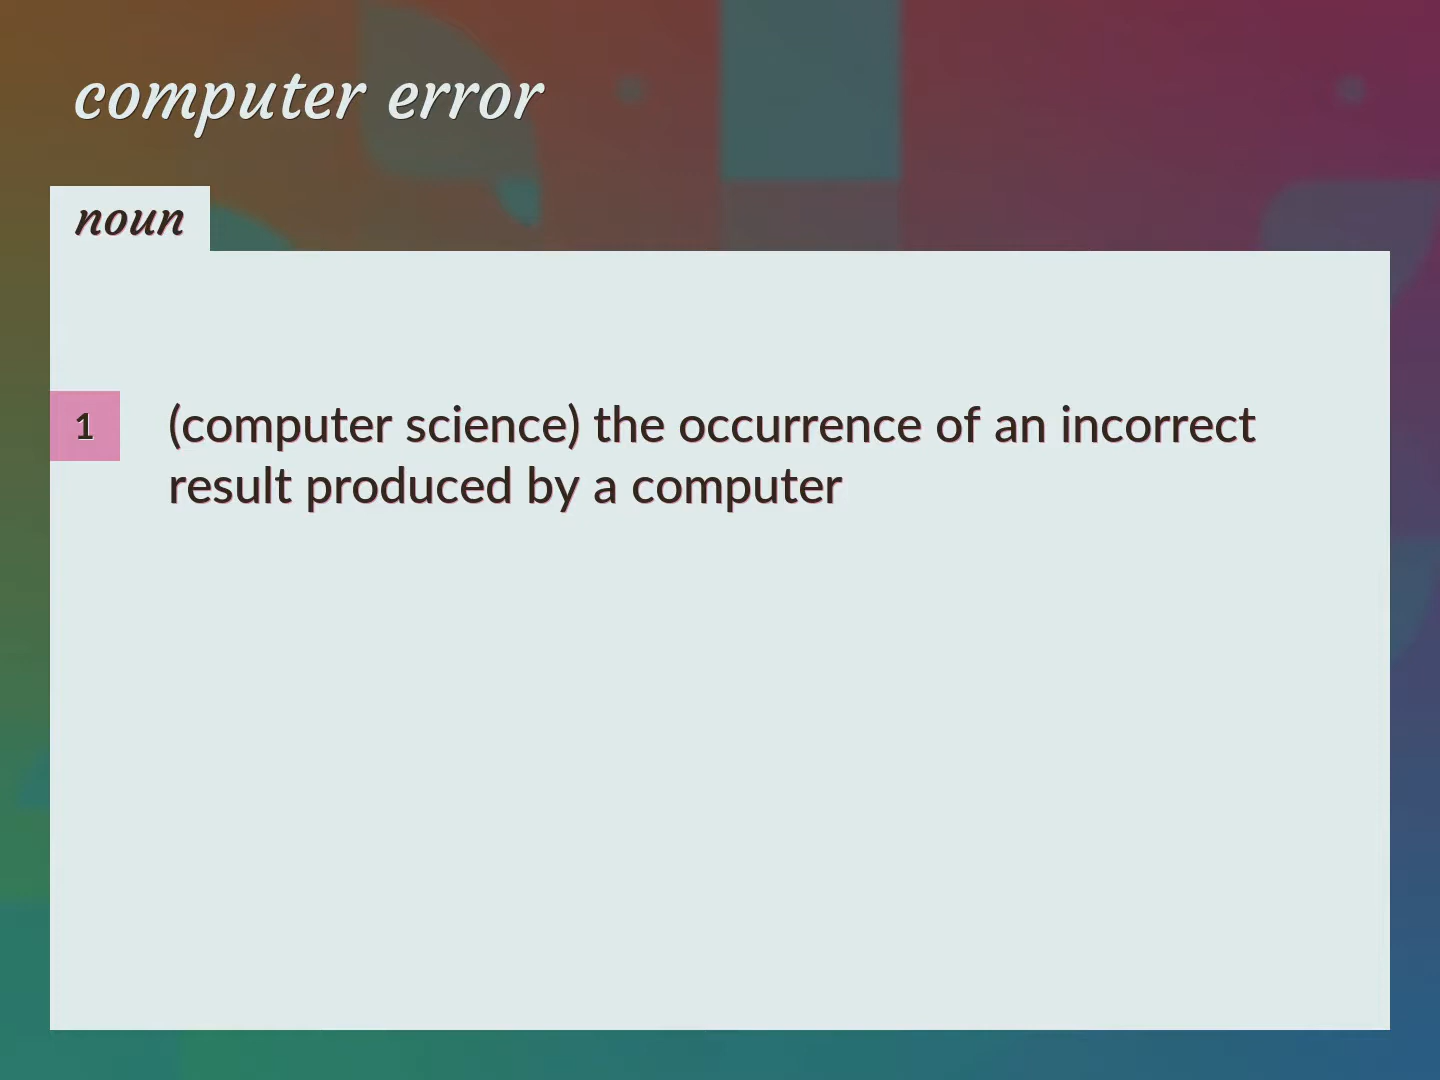 computer error
noun
1
(computer science) the occurrence of an incorrect
result produced by a computer